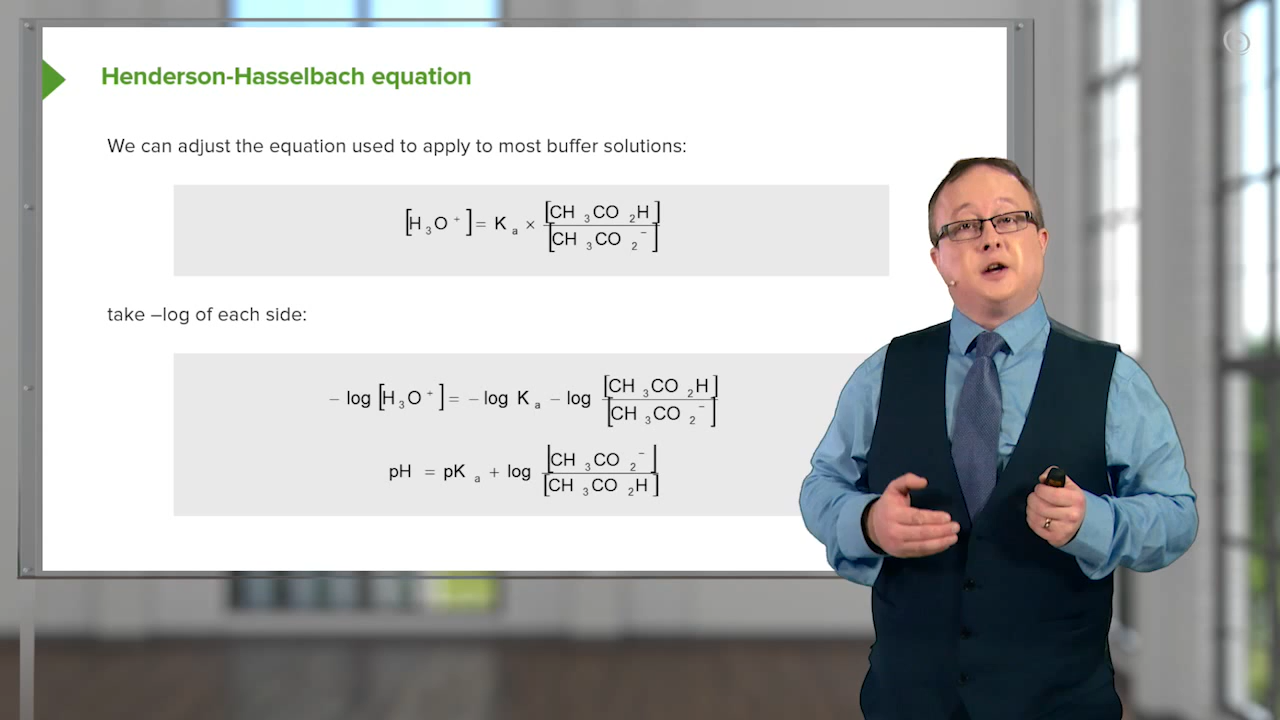 Henderson-Hasselbach equation
We can adjust the equation used to apply to most buffer solutions:
[H₃O⁺] = Kₐ × [CH₃CO₂H] / [CH₃CO₂⁻]
take –log of each side:
– log [H₃O⁺] = – log Kₐ – log [CH₃CO₂H] / [CH₃CO₂⁻]
pH = pKₐ + log [CH₃CO₂⁻] / [CH₃CO₂H]